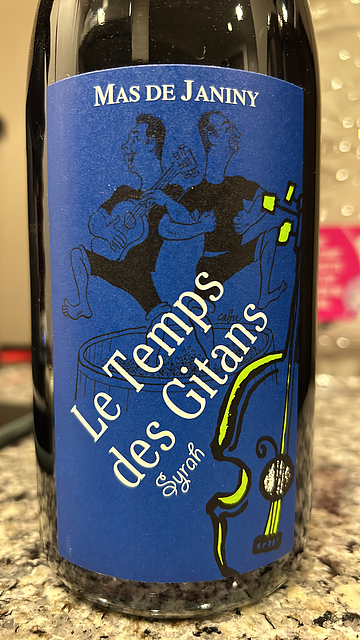 MAS DE JANINY
Le Temps
des Gitans
Syrah